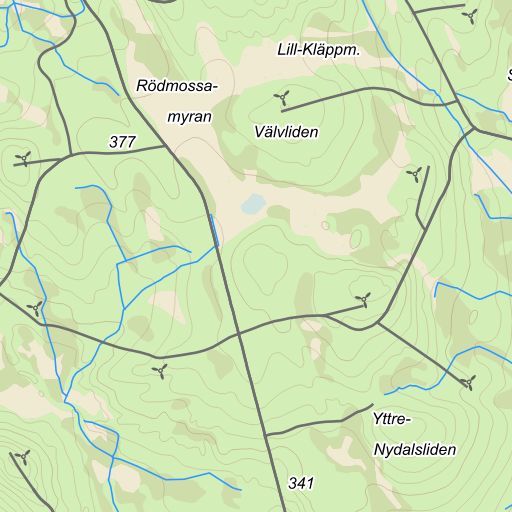 Lill-Kläppm.
Rödmossa-
myran
Välvliden
377
Yttre-
Nydalsliden
341